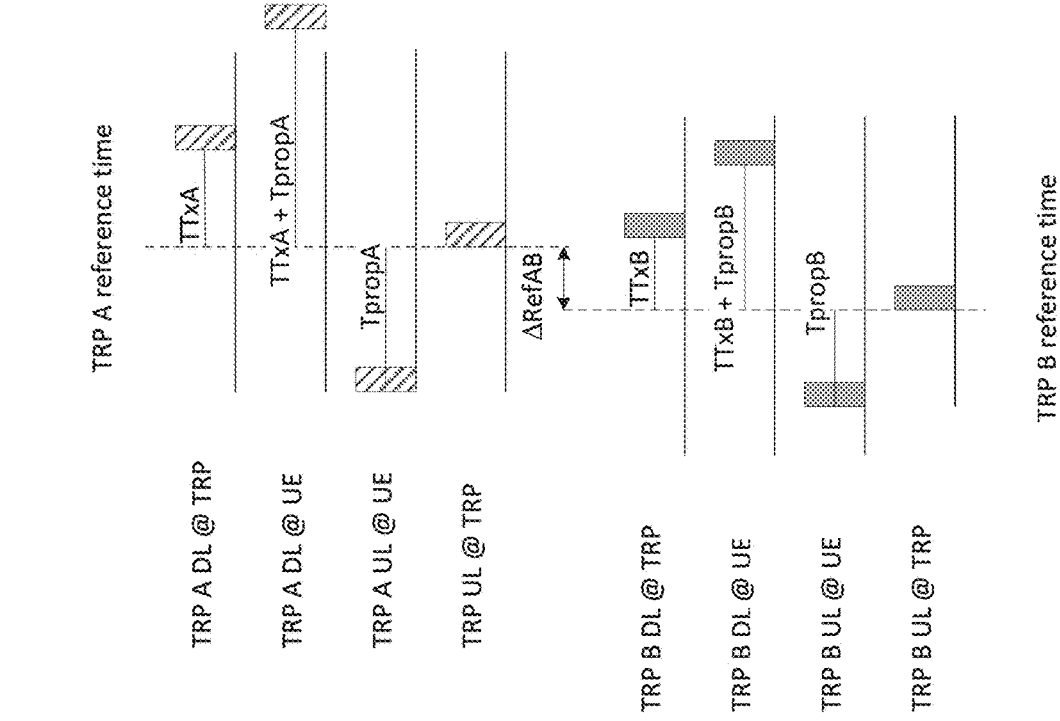 TRP A reference time
TRP A DL @ TRP
TTxA
TRP A DL @ UE
TTxA + TpropA
TRP A UL @ UE
TpropA
TRP UL @ TRP
ΔRefAB
TRP B DL @ TRP
TTxB
TRP B DL @ UE
TTxB + TpropB
TRP B UL @ UE
TpropB
TRP B UL @ TRP
TRP B reference time